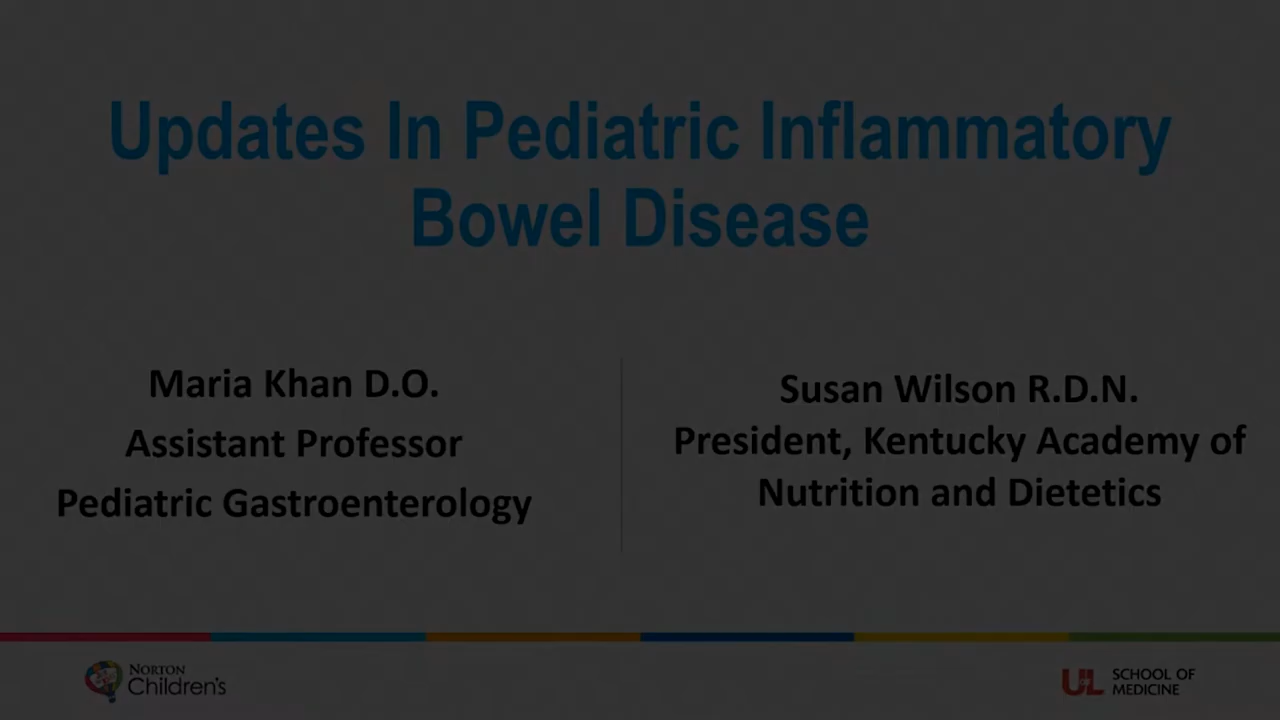 Updates In Pediatric Inflammatory
Bowel Disease
Maria Khan D.O.
Assistant Professor
Pediatric Gastroenterology
Susan Wilson R.D.N.
President, Kentucky Academy of
Nutrition and Dietetics
NORTON
Children's
UofL
SCHOOL OF
MEDICINE